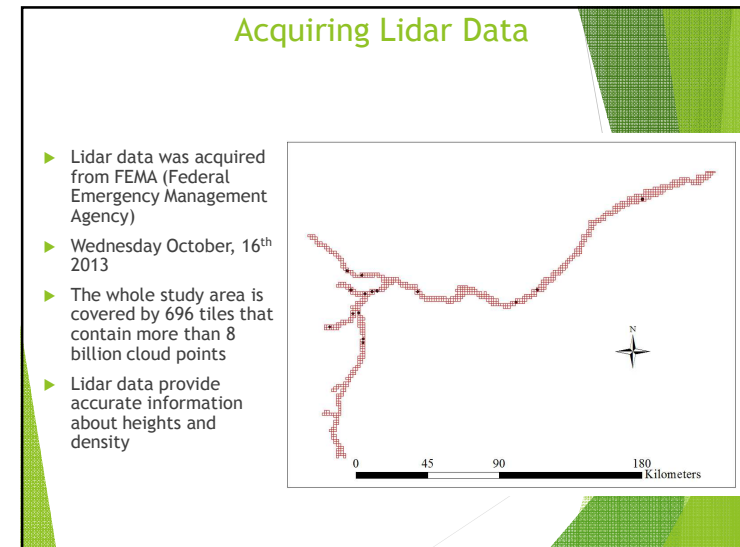 Acquiring Lidar Data
Lidar data was acquired
from FEMA (Federal
Emergency Management
Agency)
Wednesday October, 16th
2013
The whole study area is
covered by 696 tiles that
contain more than 8
billion cloud points
Lidar data provide
accurate information
about heights and
density
N
0 45 90 180
Kilometers